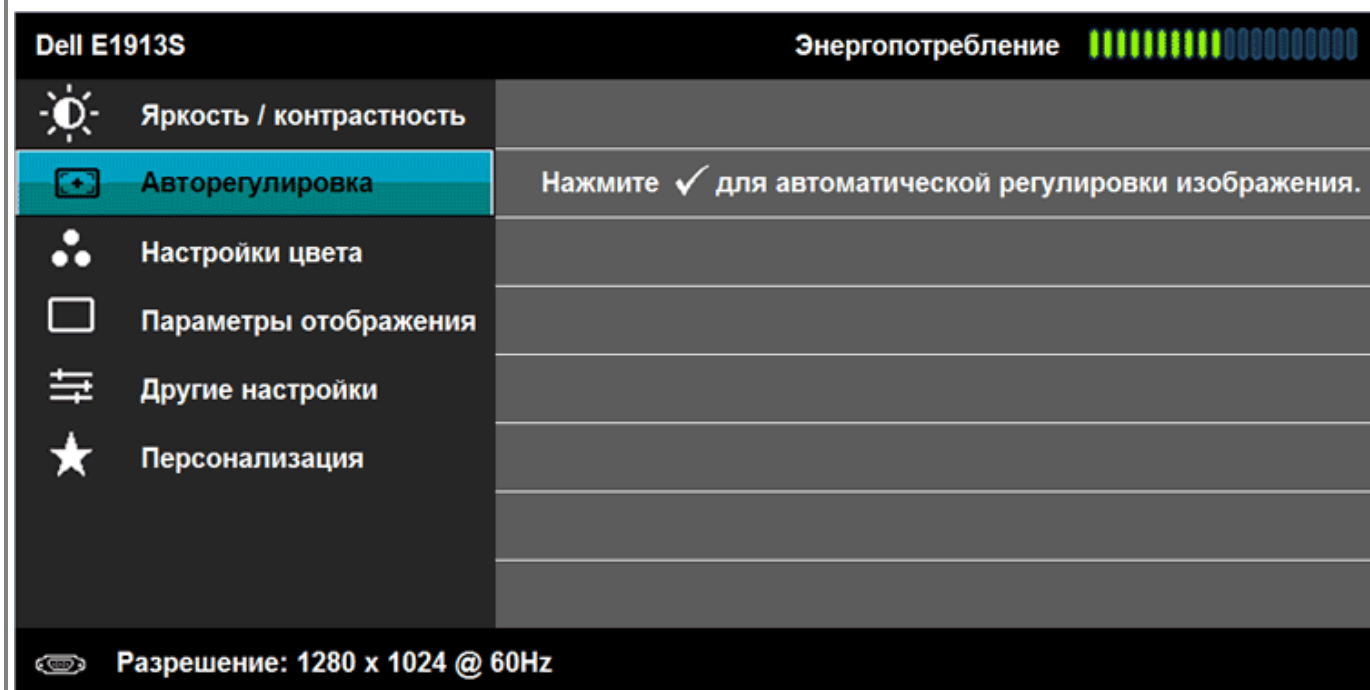 Dell E1913S Энергопотребление
Яркость / контрастность
Авторегулировка Нажмите ✓ для автоматической регулировки изображения.
Настройки цвета
Параметры отображения
Другие настройки
Персонализация
Разрешение: 1280 x 1024 @ 60Hz